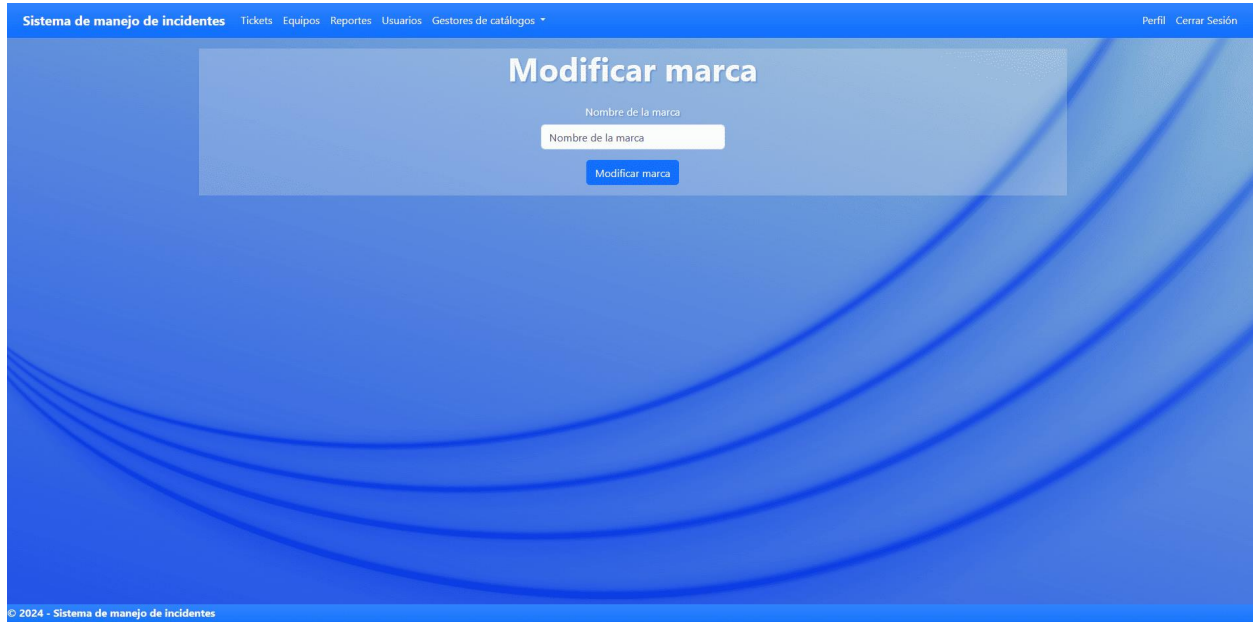 Sistema de manejo de incidentes Tickets Equipos Reportes Usuarios Gestores de catálogos Perfil Cerrar Sesión
Modificar marca
Nombre de la marca
Nombre de la marca
Modificar marca
© 2024 - Sistema de manejo de incidentes